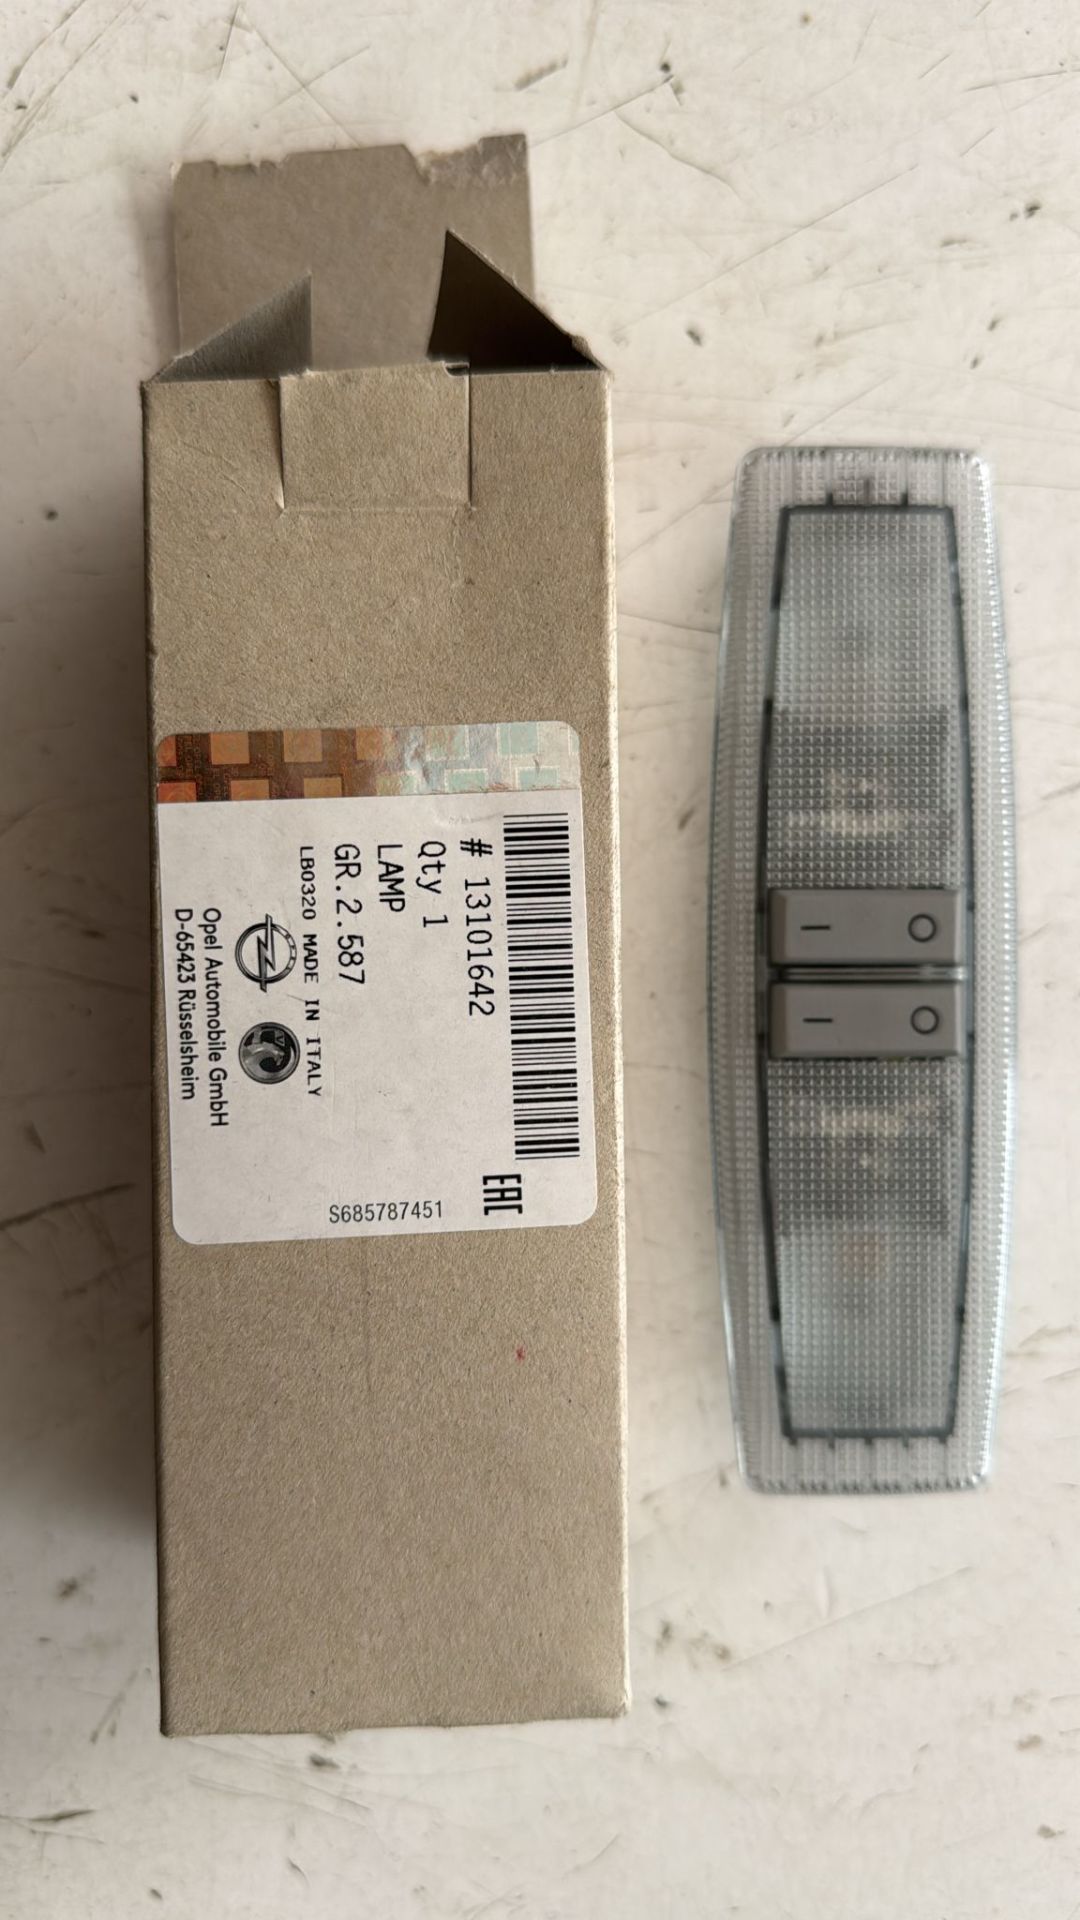 # 13101642
Qty 1
LAMP
GR.2.587
LB0320 MADE IN ITALY
Opel Automobile GmbH
D-65423 Rüsselsheim
EAC
S685787451